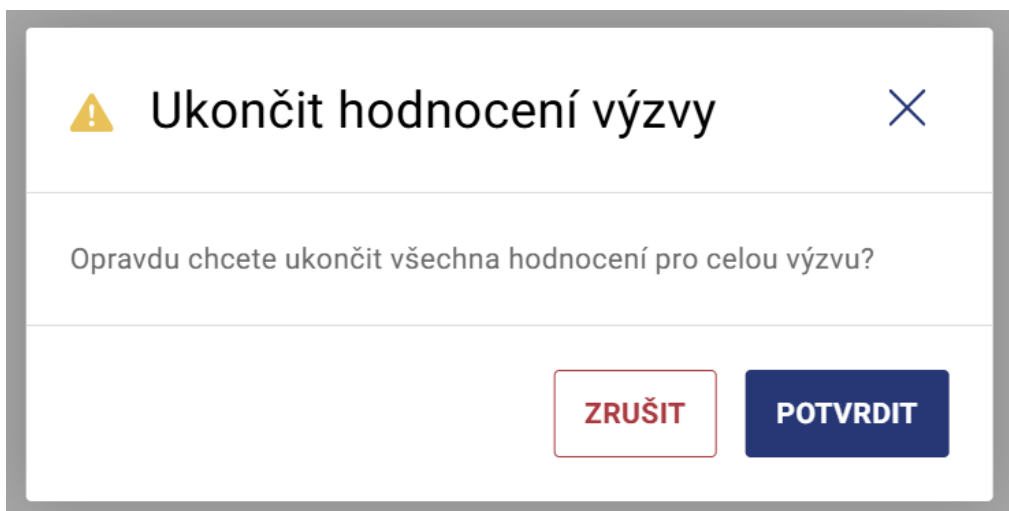 Ukončit hodnocení výzvy
Opravdu chcete ukončit všechna hodnocení pro celou výzvu?
ZRUŠIT
POTVRDIT